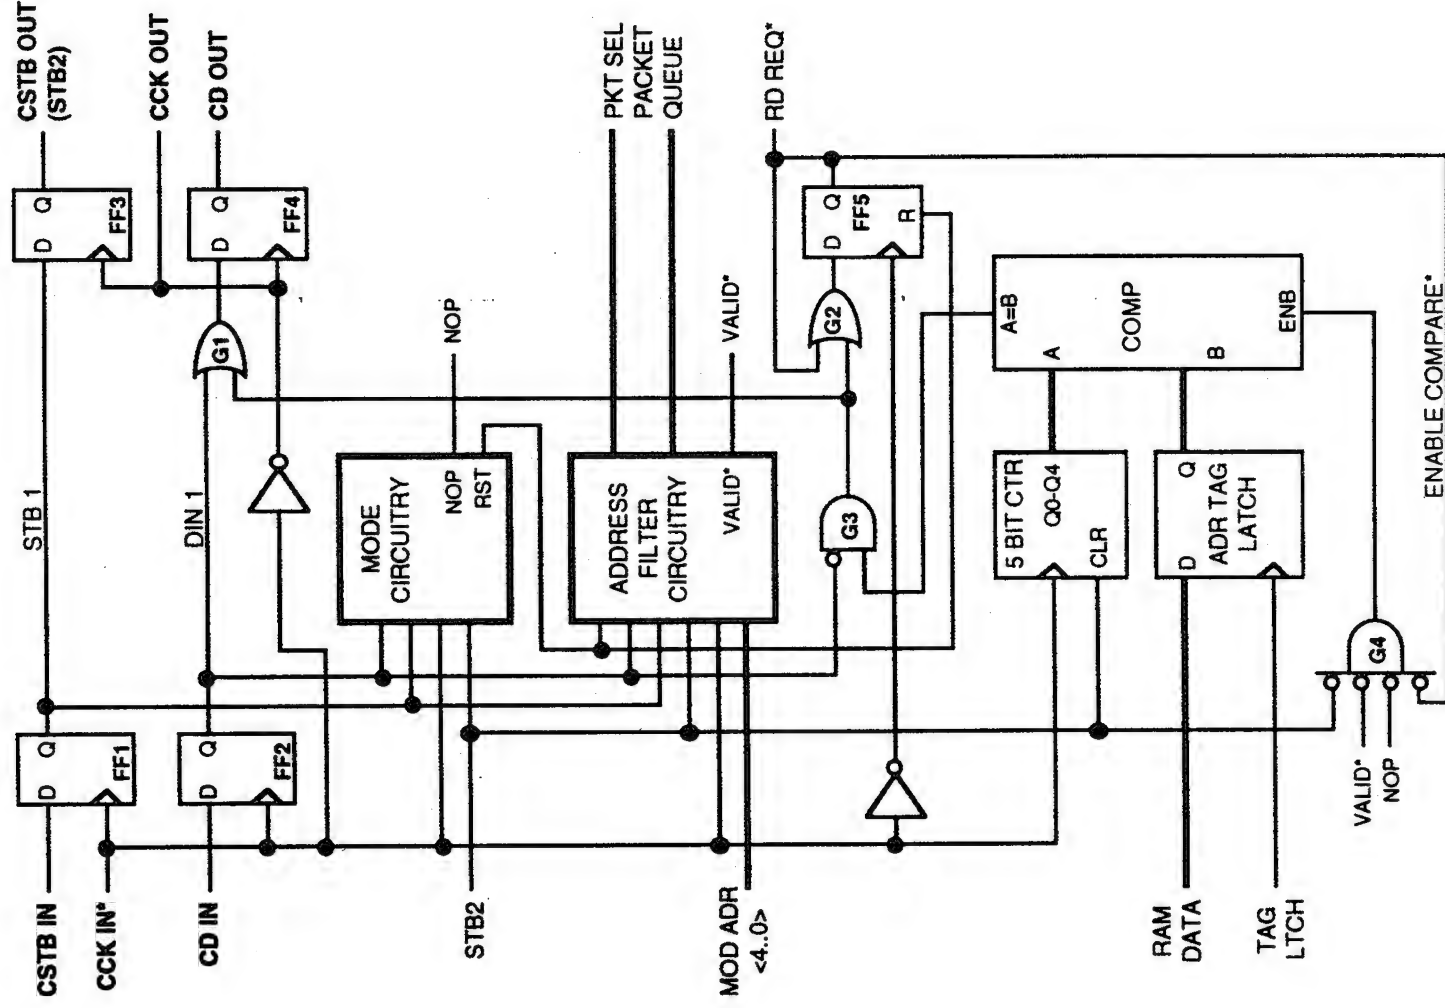 CSTB OUT
(STB2)
CCK OUT
CD OUT
D Q
FF3
D Q
FF4
STB 1
G1
DIN 1
NOP
MODE
CIRCUITRY
NOP
RST
PKT SEL
PACKET
QUEUE
ADDRESS
FILTER
CIRCUITRY
VALID*
VALID*
RD REQ*
D Q
FF5
R
G2
G3
A=B
A
COMP
B
ENB
5 BIT CTR
Q0-Q4
CLR
D Q
ADR TAG
LATCH
G4
ENABLE COMPARE*
D Q
FF1
D Q
FF2
CSTB IN
CCK IN*
CD IN
STB2
MOD ADR
<4..0>
RAM
DATA
TAG
LTCH
VALID*
NOP